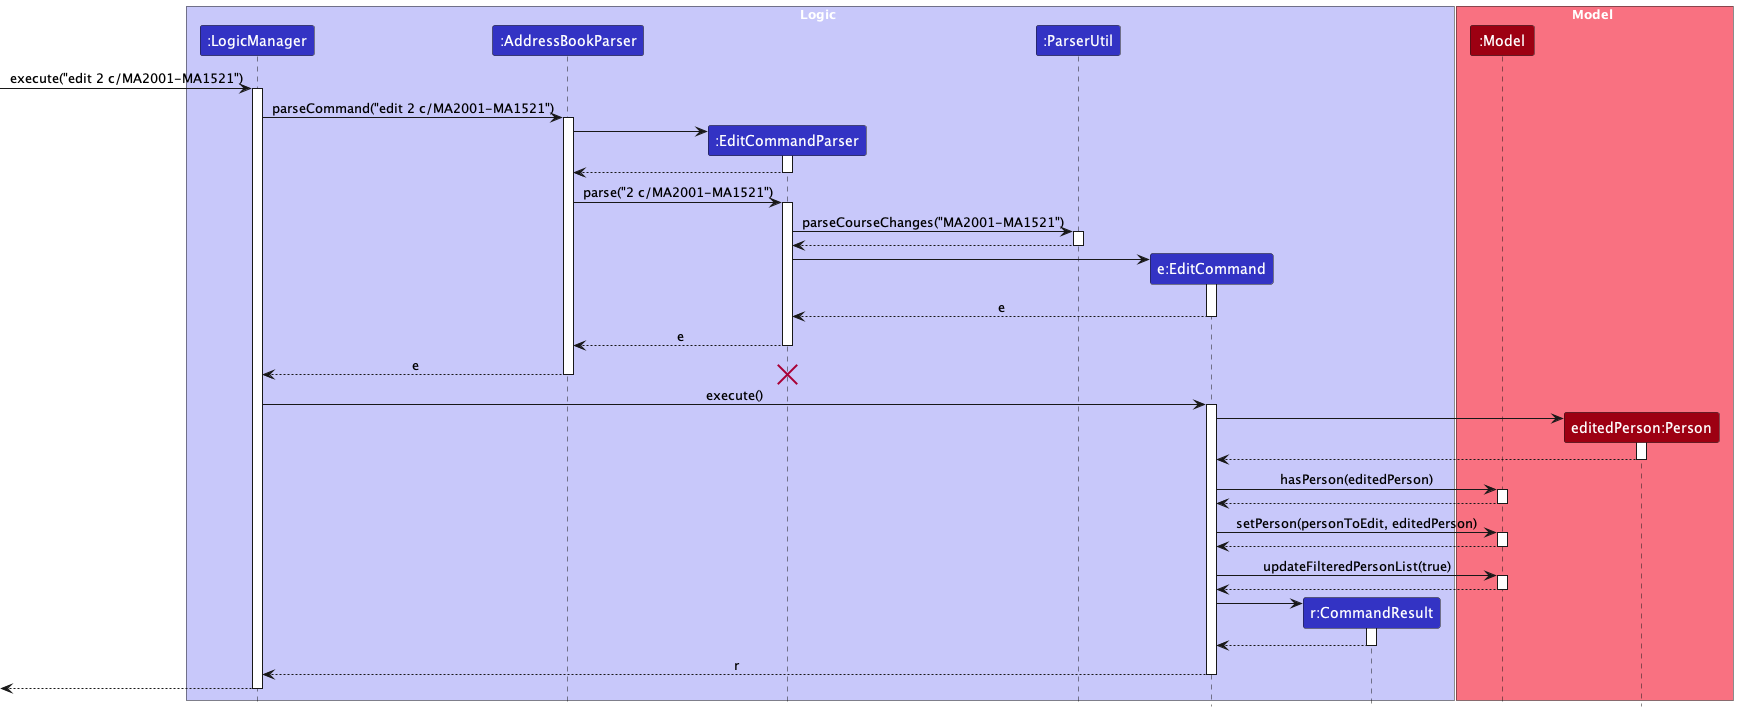 Logic
Model
:LogicManager
:AddressBookParser
:ParserUtil
:Model
execute("edit 2 c/MA2001-MA1521")
parseCommand("edit 2 c/MA2001-MA1521")
:EditCommandParser
parse("2 c/MA2001-MA1521")
parseCourseChanges("MA2001-MA1521")
e:EditCommand
e
e
e
execute()
editedPerson:Person
hasPerson(editedPerson)
setPerson(personToEdit, editedPerson)
updateFilteredPersonList(true)
r:CommandResult
r